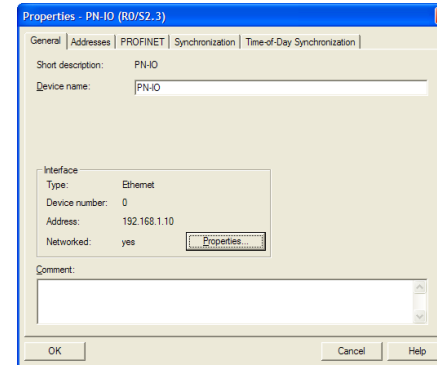 Properties - PN-IO (R0/S2.3)
General Addresses PROFINET Synchronization Time-of-Day Synchronization
Short description: PN-IO
Device name: PN-IO
Interface
Type: Ethernet
Device number: 0
Address: 192.168.1.10
Networked: yes Properties...
Comment:
OK Cancel Help